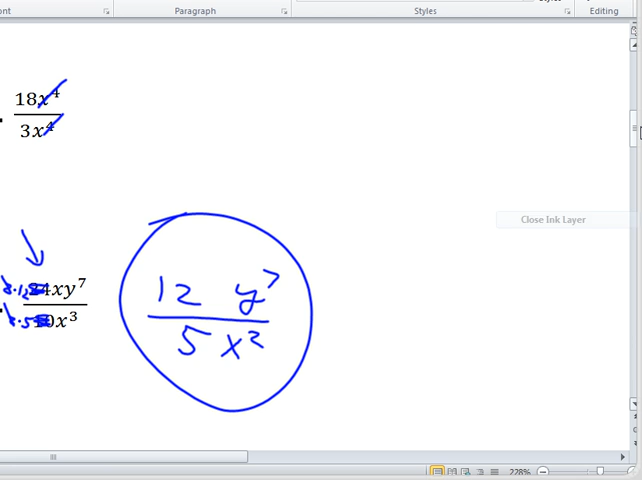 Paragraph
Styles
Editing
18x⁴
3x⁴
24xy⁷
10x³
12 y⁷
5 x²
Close Ink Layer
228%